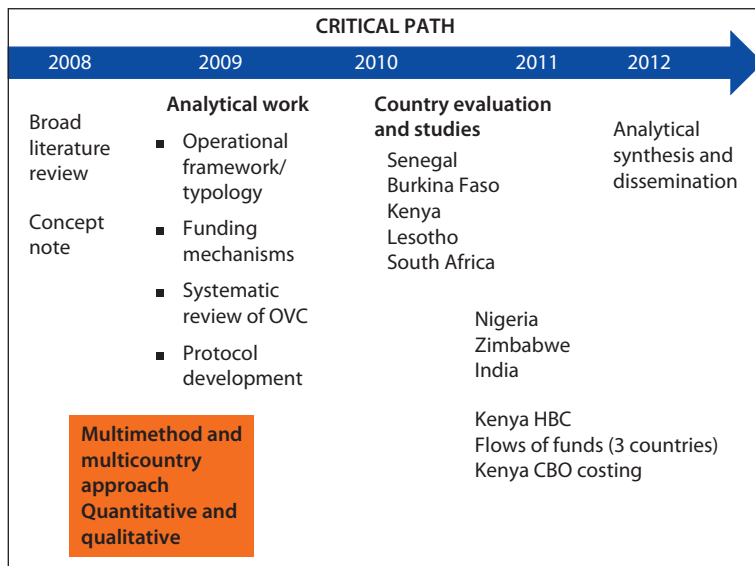 CRITICAL PATH
2008 2009 2010 2011 2012
Broad
literature
review
Concept
note
Analytical work
▪ Operational
framework/
typology
▪ Funding
mechanisms
▪ Systematic
review of OVC
▪ Protocol
development
Country evaluation
and studies
Senegal
Burkina Faso
Kenya
Lesotho
South Africa
Nigeria
Zimbabwe
India
Kenya HBC
Flows of funds (3 countries)
Kenya CBO costing
Analytical
synthesis and
dissemination
Multimethod and
multicountry
approach
Quantitative and
qualitative